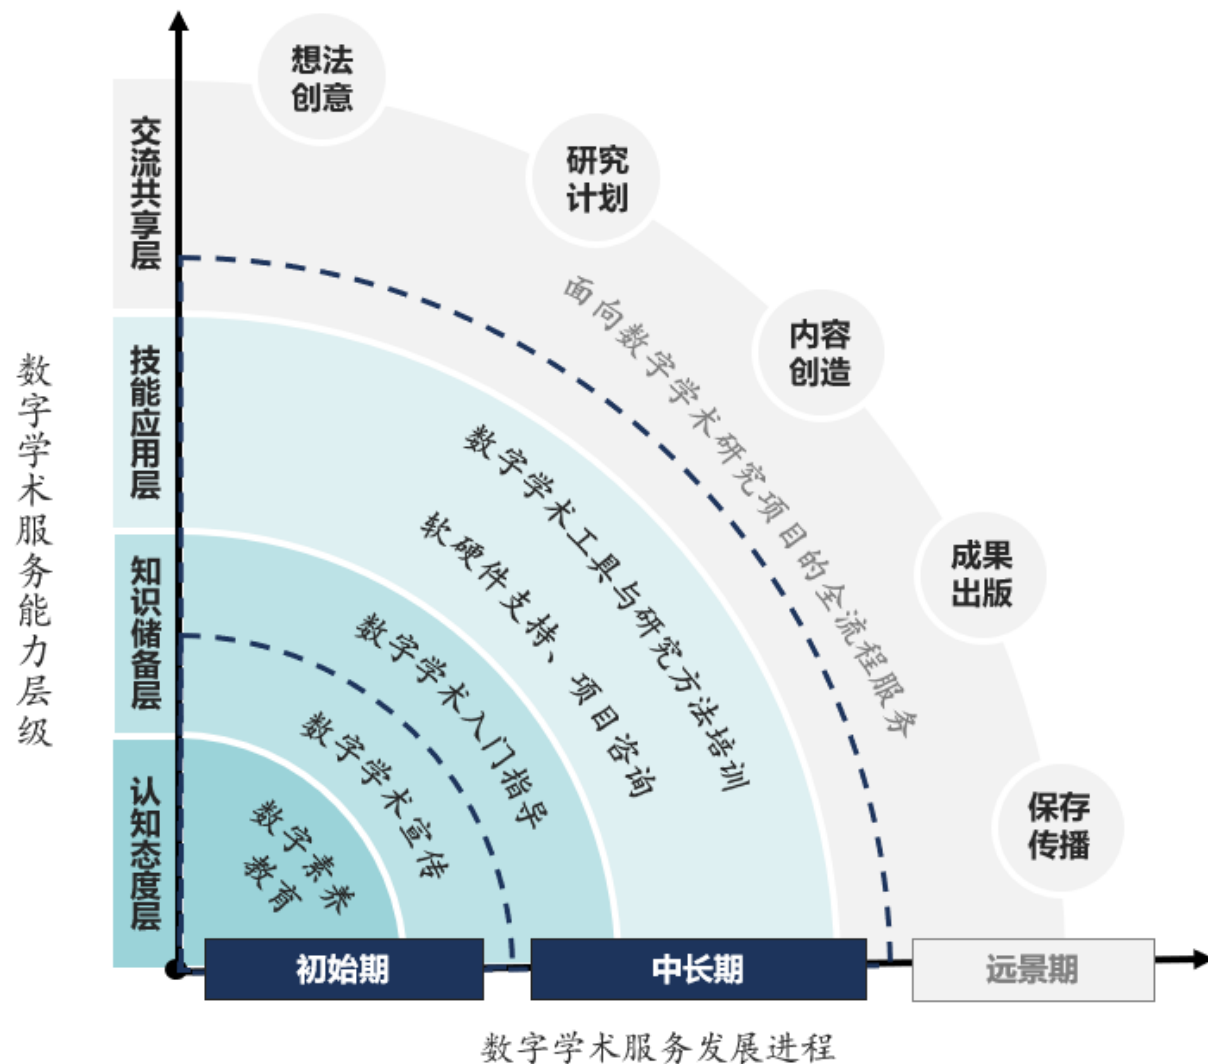 想法
创意
研究
计划
内容
创造
成果
出版
保存
传播
交流共享层
技能应用层
知识储备层
认知态度层
数字学术服务能力层级
面向数字学术研究项目的全流程服务
数字学术工具与研究方法培训
软硬件支持、项目咨询
数字学术入门指导
数字学术宣传
数字素养
教育
初始期
中长期
远景期
数字学术服务发展进程